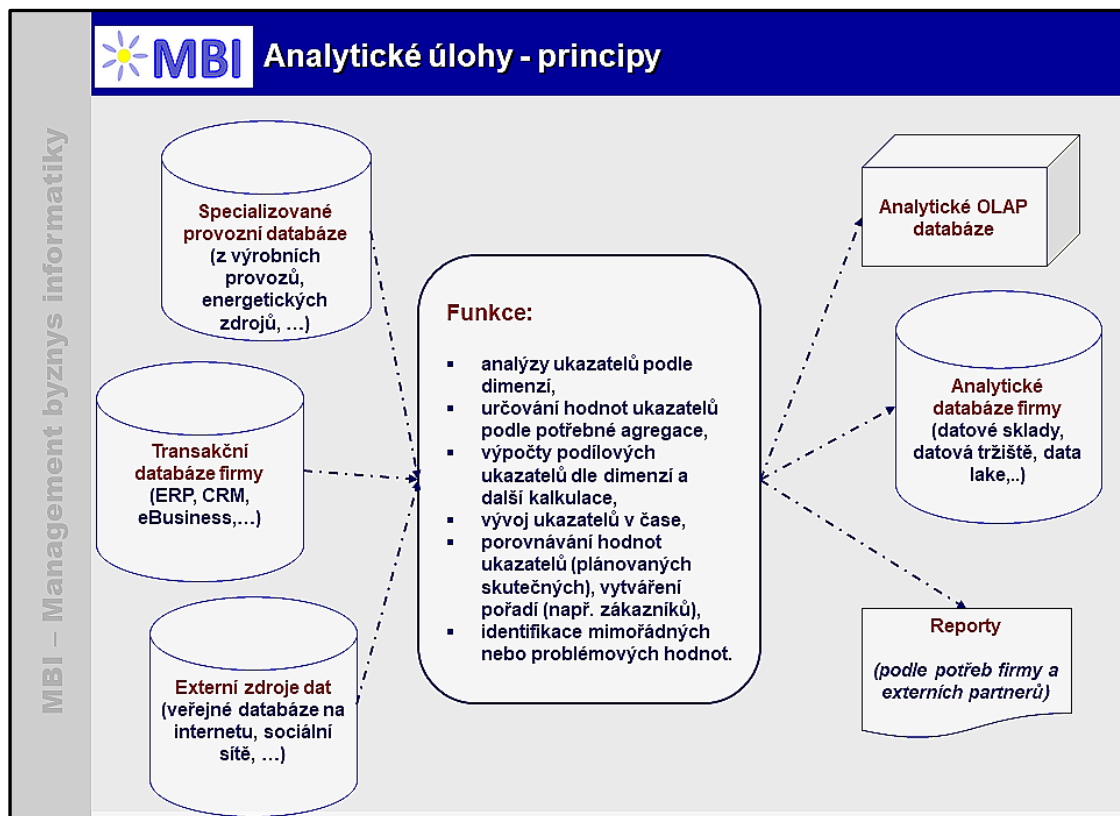 MBI
Analytické úlohy - principy
MBI – Management byznys informatiky
Specializované
provozní databáze
(z výrobních
provozů,
energetických
zdrojů, …)
Transakční
databáze firmy
(ERP, CRM,
eBusiness,…)
Externí zdroje dat
(veřejné databáze na
internetu, sociální
sítě, …)
Funkce:
▪ analýzy ukazatelů podle
dimenzí,
▪ určování hodnot ukazatelů
podle potřebné agregace,
▪ výpočty podílových
ukazatelů dle dimenzí a
další kalkulace,
▪ vývoj ukazatelů v čase,
▪ porovnávání hodnot
ukazatelů (plánovaných
skutečných), vytváření
pořadí (např. zákazníků),
▪ identifikace mimořádných
nebo problémových hodnot.
Analytické OLAP
databáze
Analytické
databáze firmy
(datové sklady,
datová tržiště, data
lake,..)
Reporty
(podle potřeb firmy a
externích partnerů)